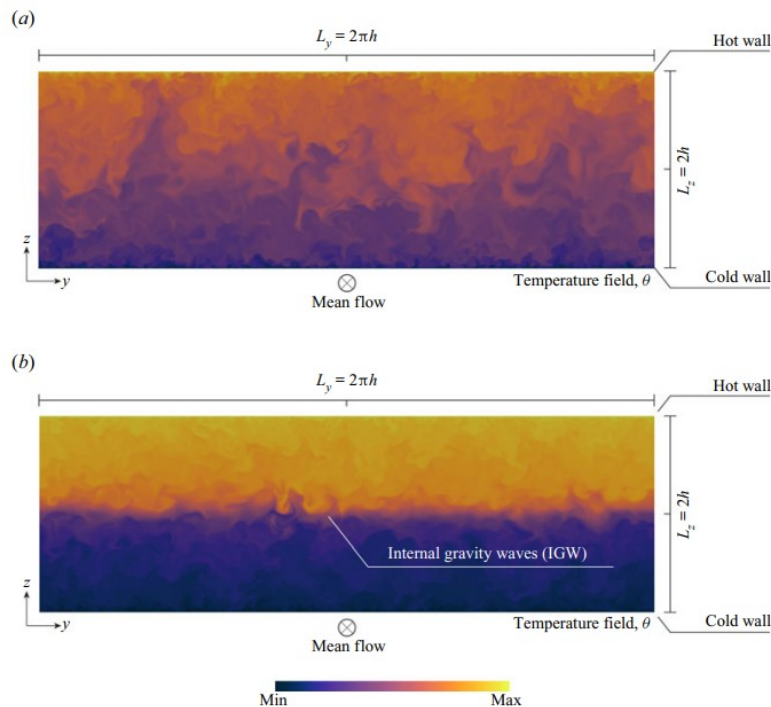 (a)
L_y = 2πh
Hot wall
L_z = 2h
z
y
Mean flow
Temperature field, θ
Cold wall
(b)
L_y = 2πh
Hot wall
L_z = 2h
Internal gravity waves (IGW)
z
y
Mean flow
Temperature field, θ
Cold wall
Min
Max